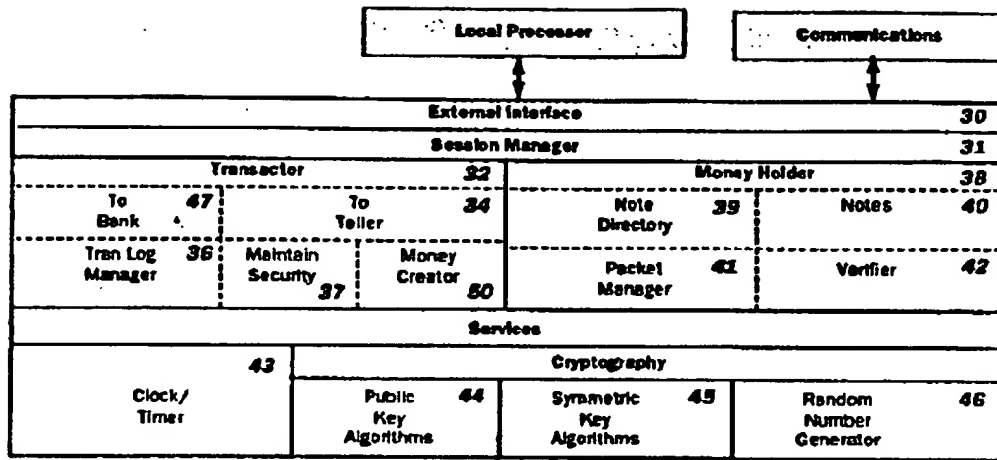 Local Processor
Communications
External Interface 30
Session Manager 31
Transactor 32
Money Holder 38
To Bank 47
To Teller 34
Note Directory 39
Notes 40
Tran Log Manager 36
Maintain Security 37
Money Creator 50
Packet Manager 41
Verifier 42
Services
Clock/ Timer 43
Cryptography
Public Key Algorithms 44
Symmetric Key Algorithms 45
Random Number Generator 46